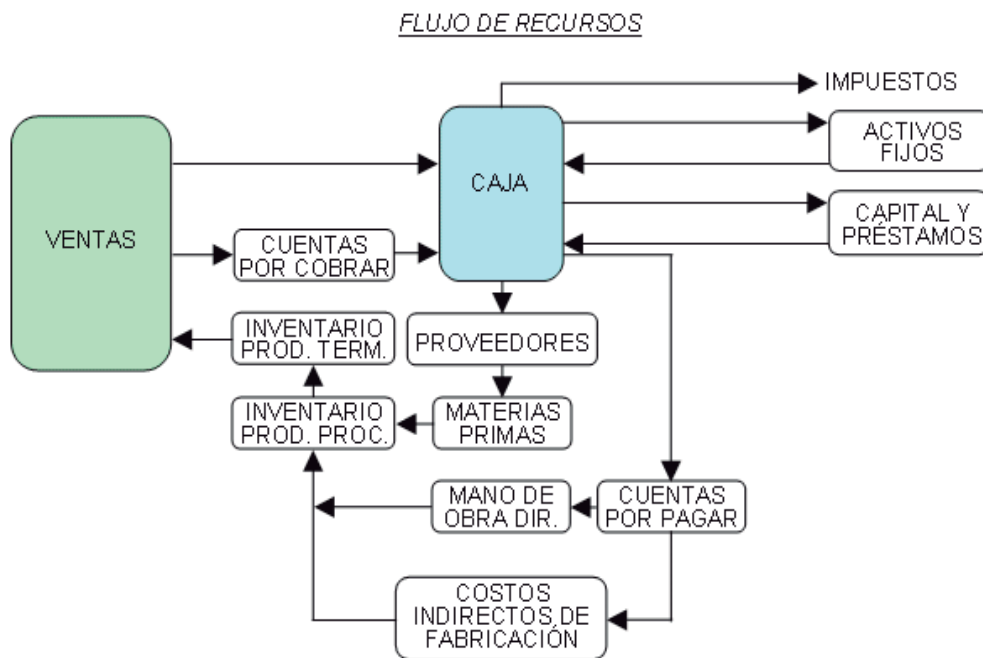 FLUJO DE RECURSOS
IMPUESTOS
ACTIVOS
FIJOS
CAJA
VENTAS
CAPITAL Y
PRÉSTAMOS
CUENTAS
POR COBRAR
INVENTARIO
PROD. TERM.
PROVEEDORES
INVENTARIO
PROD. PROC.
MATERIAS
PRIMAS
MANO DE
OBRA DIR.
CUENTAS
POR PAGAR
COSTOS
INDIRECTOS DE
FABRICACIÓN